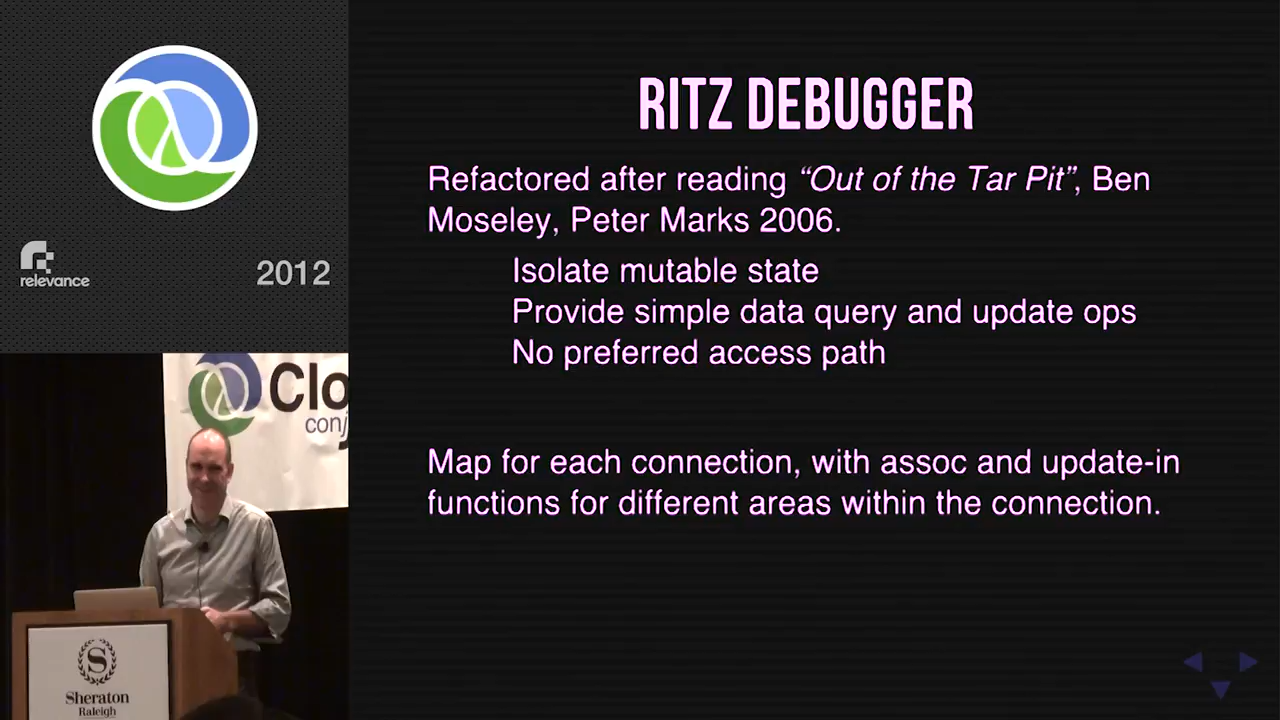 RITZ DEBUGGER
Refactored after reading “Out of the Tar Pit”, Ben
Moseley, Peter Marks 2006.
Isolate mutable state
Provide simple data query and update ops
No preferred access path
Map for each connection, with assoc and update-in
functions for different areas within the connection.
relevance
2012
Clo
conj
S
Sheraton
Raleigh